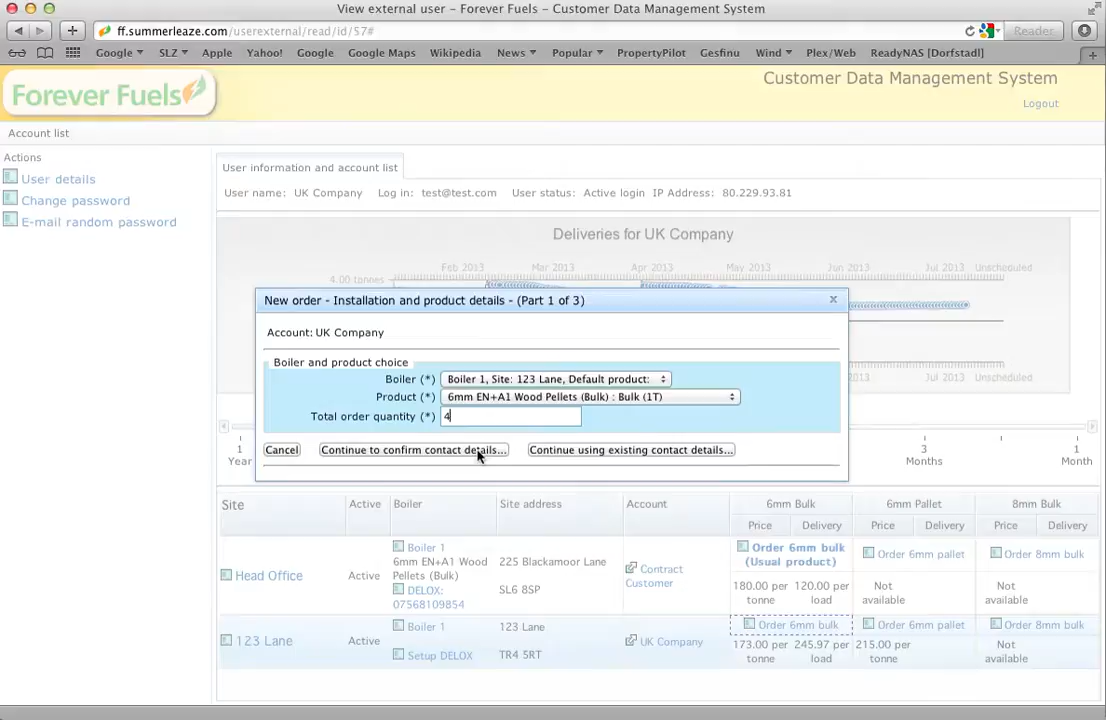 View external user – Forever Fuels – Customer Data Management System
ff.summerleaze.com/userexternal/read/id/57#
Reader
Google SLZ Apple Yahoo! Google Google Maps Wikipedia News Popular PropertyPilot Gesfinu Wind Plex/Web ReadyNAS [Dorfstadl]
Forever Fuels
Customer Data Management System
Logout
Account list
Actions
User details
Change password
E-mail random password
User information and account list
User name: UK Company Log in: test@test.com User status: Active login IP Address: 80.229.93.81
Deliveries for UK Company
Feb 2013 Mar 2013 Apr 2013 May 2013 Jun 2013 Jul 2013 Unscheduled
4.00 tonnes
New order - Installation and product details - (Part 1 of 3)
x
Account: UK Company
Boiler and product choice
Boiler (*) Boiler 1, Site: 123 Lane, Default product:
Product (*) 6mm EN+A1 Wood Pellets (Bulk) : Bulk (1T)
Total order quantity (*) 4
Cancel Continue to confirm contact details... Continue using existing contact details...
2013 Jul 2013 Unscheduled
1 Year
3 Months
1 Month
Site Active Boiler Site address Account 6mm Bulk 6mm Pallet 8mm Bulk
Price Delivery Price Delivery Price Delivery
Head Office
Active
Boiler 1
6mm EN+A1 Wood
Pellets (Bulk)
DELOX:
07568109854
225 Blackamoor Lane
SL6 8SP
Contract
Customer
Order 6mm bulk
(Usual product)
180.00 per
tonne
120.00 per
load
Order 6mm pallet
Not
available
Order 8mm bulk
Not
available
123 Lane
Active
Boiler 1
Setup DELOX
123 Lane
TR4 5RT
UK Company
Order 6mm bulk
173.00 per
tonne
245.97 per
load
Order 6mm pallet
215.00 per
tonne
Order 8mm bulk
Not
available